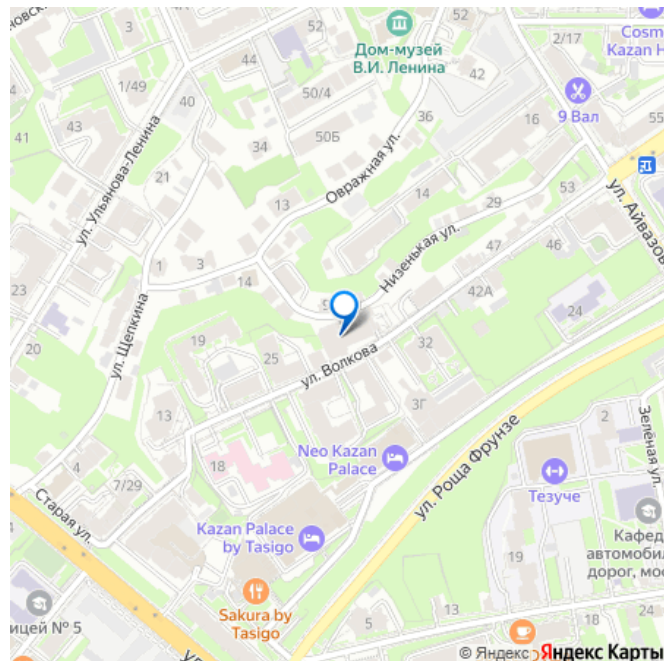 52
52
Cosm
Kazan H
новск
44
Дом-музей
В.И. Ленина
42
2/17
1/49
40
50/4
9 Вал
36
16
55
43
41
50Б
34
ул. Ульянова-Ленина
Овражная ул.
21
14
53
ул. Айвазов
13
29
Низенькая ул.
47
46
1
3
14
42А
23
24
ул. Щепкина
19
32
20
25
ул. Волкова
13
3Г
2
Зелёная ул.
4
18
Neo Kazan
Palace
7/29
Тезуче
ул. Роща Фрунзе
Старая ул.
Kazan Palace
by Tasigo
Кафед
автомобил
дорог, мос
19
Sakura by
Tasigo
ицей № 5
13
24
5
18
ул
© Яндекс
Яндекс Карты